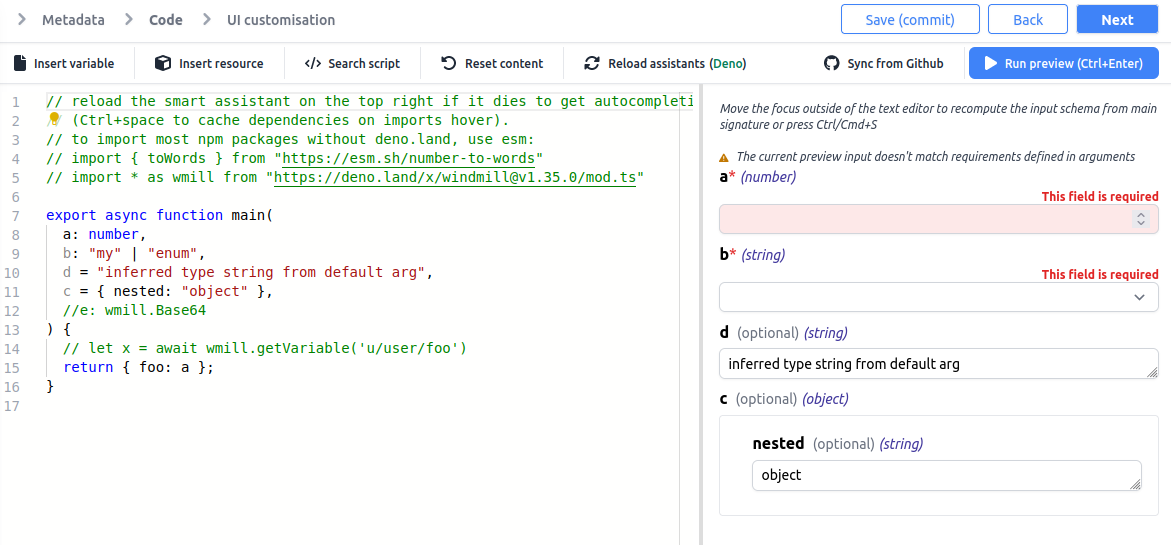 Metadata Code UI customisation Save (commit) Back Next
Insert variable Insert resource </> Search script Reset content Reload assistants (Deno) Sync from Github Run preview (Ctrl+Enter)
1 // reload the smart assistant on the top right if it dies to get autocompleti
2 (Ctrl+space to cache dependencies on imports hover).
3 // to import most npm packages without deno.land, use esm:
4 // import { toWords } from "https://esm.sh/number-to-words"
5 // import * as wmill from "https://deno.land/x/windmill@v1.35.0/mod.ts"
6
7 export async function main(
8 a: number,
9 b: "my" | "enum",
10 d = "inferred type string from default arg",
11 c = { nested: "object" },
12 //e: wmill.Base64
13 ) {
14 // let x = await wmill.getVariable('u/user/foo')
15 return { foo: a };
16 }
17
Move the focus outside of the text editor to recompute the input schema from main
signature or press Ctrl/Cmd+S
The current preview input doesn't match requirements defined in arguments
a* (number)
This field is required
b* (string)
This field is required
d (optional) (string)
inferred type string from default arg
c (optional) (object)
nested (optional) (string)
object